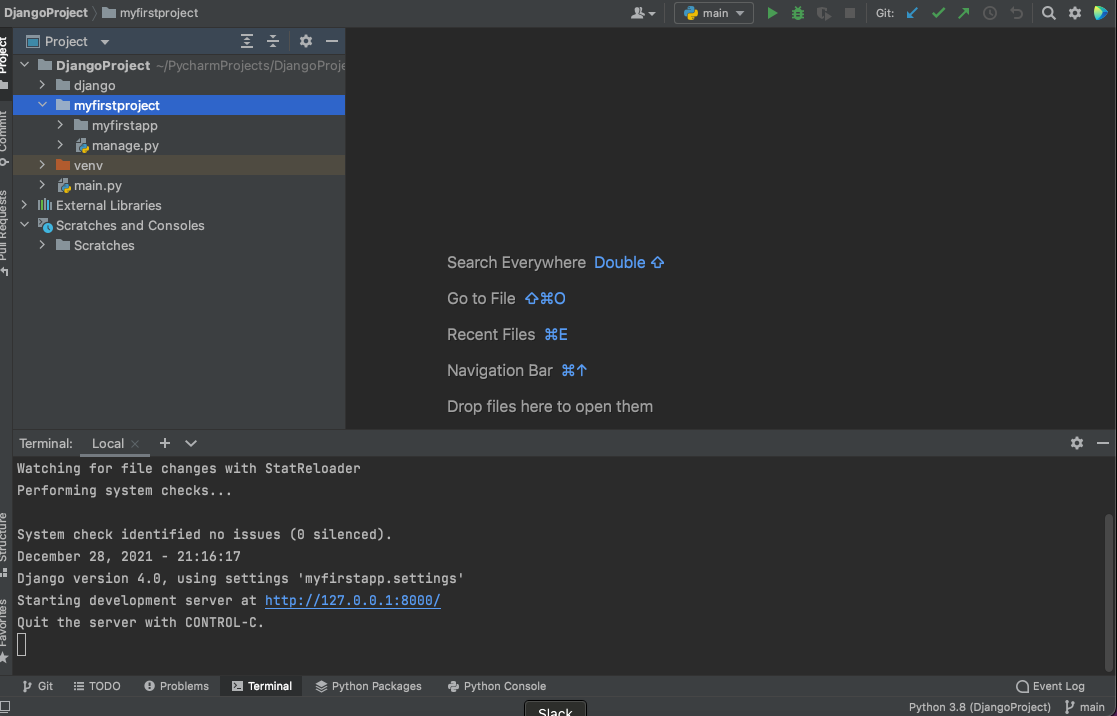 DjangoProject myfirstproject
main
Git:
Project
Project
DjangoProject ~/PycharmProjects/DjangoProje
django
myfirstproject
Commit
myfirstapp
manage.py
venv
main.py
Pull Requests
External Libraries
Scratches and Consoles
Scratches
Search Everywhere Double ⇧
Go to File ⇧⌘O
Recent Files ⌘E
Navigation Bar ⌘↑
Drop files here to open them
Terminal: Local
Watching for file changes with StatReloader
Performing system checks...
System check identified no issues (0 silenced).
December 28, 2021 - 21:16:17
Django version 4.0, using settings 'myfirstapp.settings'
Starting development server at http://127.0.0.1:8000/
Quit the server with CONTROL-C.
Structure
Favorites
Git TODO Problems Terminal Python Packages Python Console Event Log
Slack
Python 3.8 (DjangoProject) main